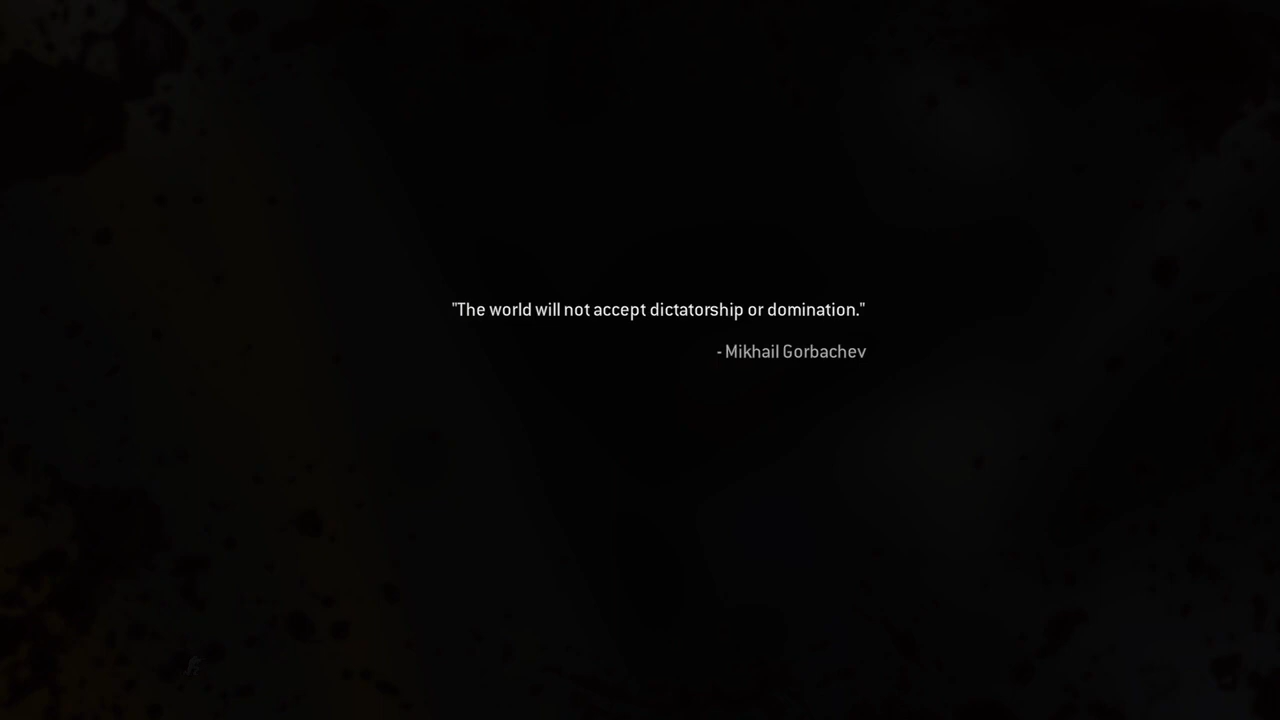 "The world will not accept dictatorship or domination."
- Mikhail Gorbachev